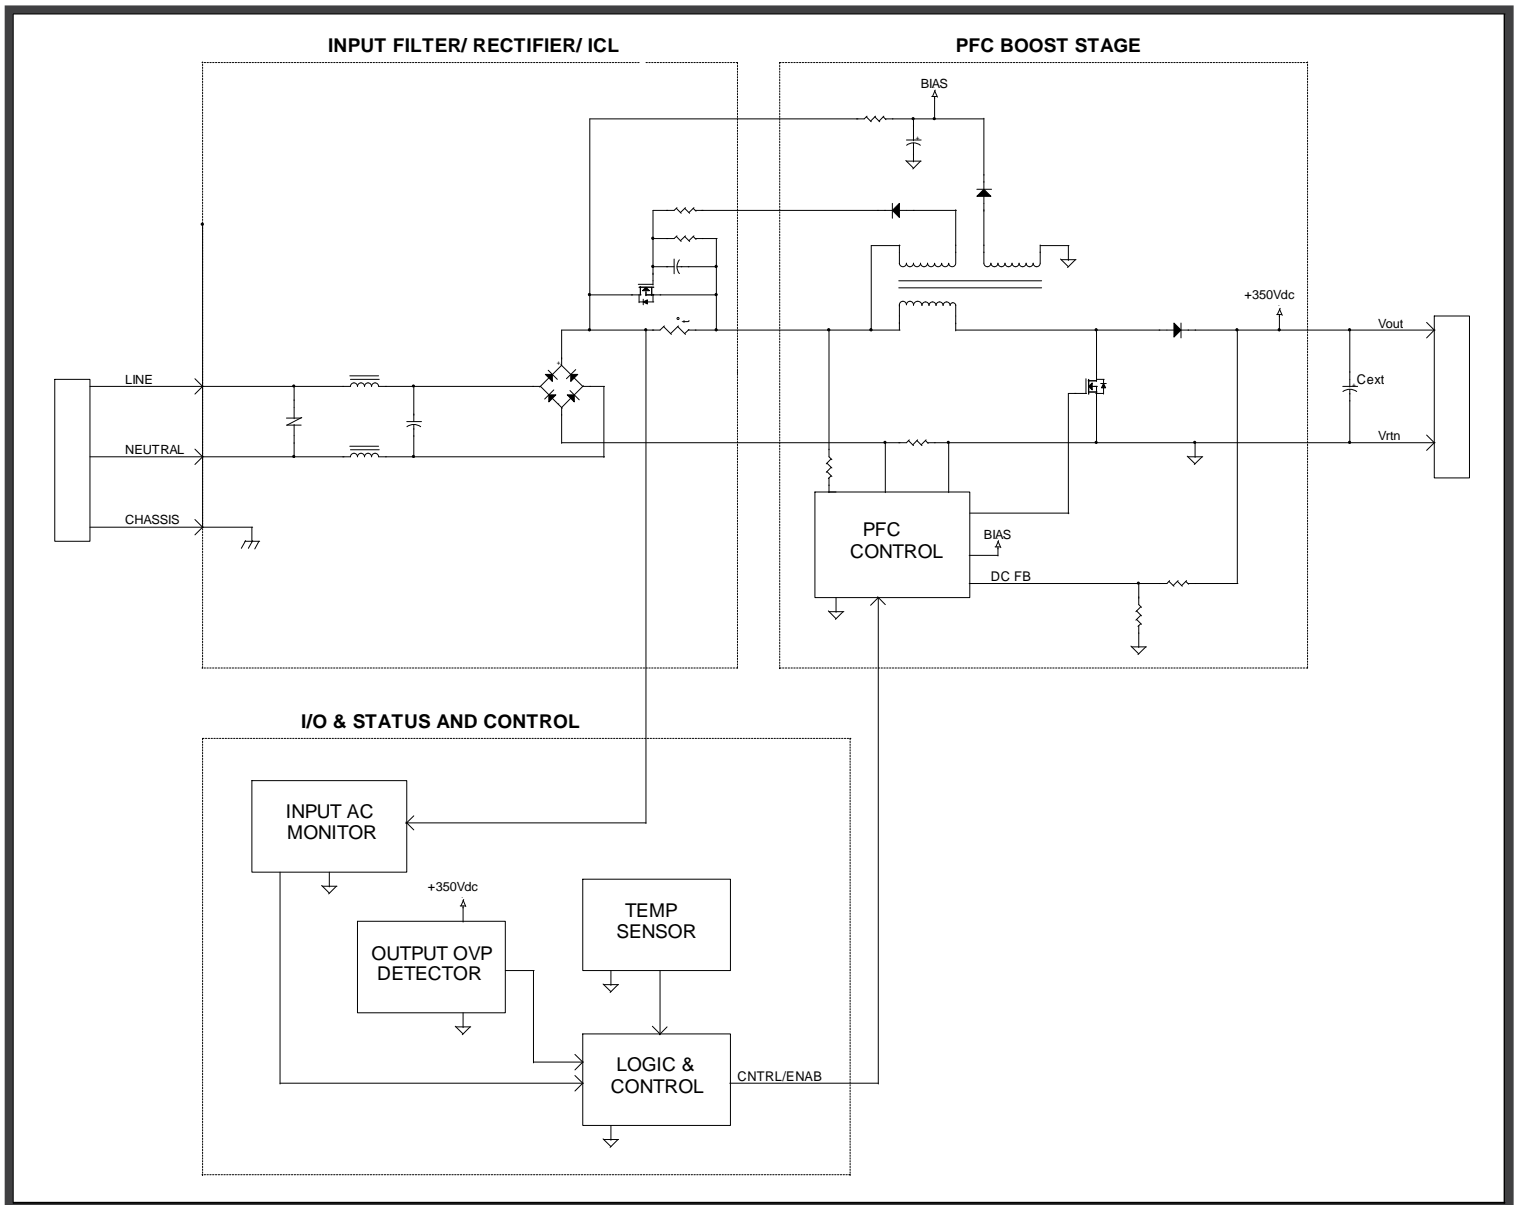 INPUT FILTER/ RECTIFIER/ ICL
PFC BOOST STAGE
BIAS
+350Vdc
Vout
LINE
Cext
NEUTRAL
Vrtn
CHASSIS
PFC
CONTROL
BIAS
DC FB
I/O & STATUS AND CONTROL
INPUT AC
MONITOR
+350Vdc
TEMP
SENSOR
OUTPUT OVP
DETECTOR
LOGIC &
CONTROL
CNTRL/ENAB